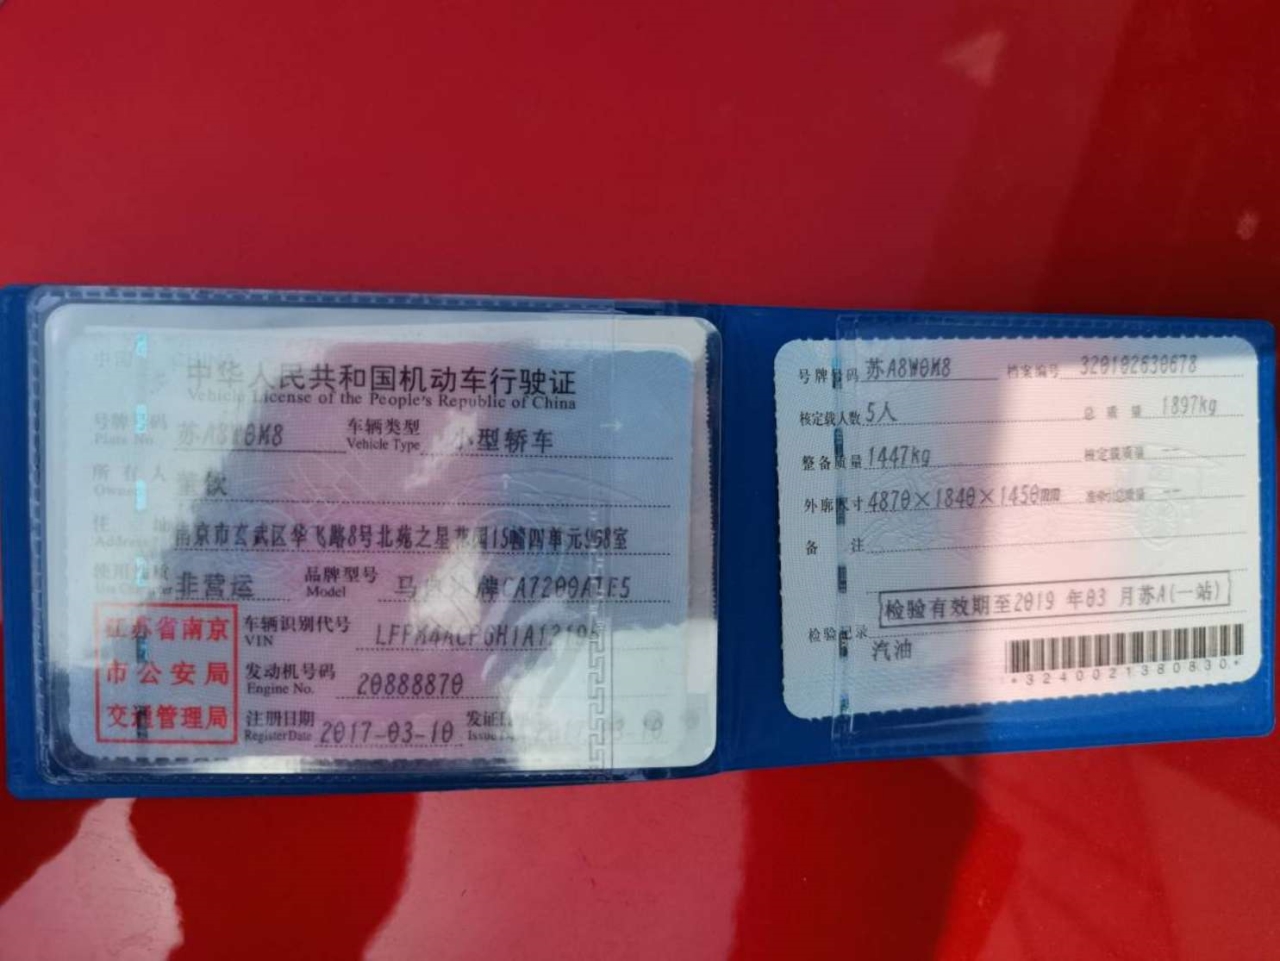 中华人民共和国机动车行驶证
Vehicle License of the People's Republic of China
号牌号码 苏A8W0M8 车辆类型 小型轿车
Plate No. Vehicle Type
所有人
Owner
住址 南京市玄武区华飞路8号北苑之星 15幢四单元 室
Address
使用性质 非营运 品牌型号
Model
江苏省南京
市公安局
交通管理局
车辆识别代号
VIN
发动机号码 20888870
Engine No.
注册日期 2017-03-10 发证日期 2017-03-10
Register Date Issue Date
号牌号码 苏A8W0M8 档案编号 320102630678
核定载人数 5人 总质量 1897kg
整备质量 1447kg 核定载质量 --
外廓尺寸 4870×1840×1450mm 准牵引总质量 --
备注
检验有效期至2019年03月苏A(一站)
检验记录
汽油
*3240021380830*